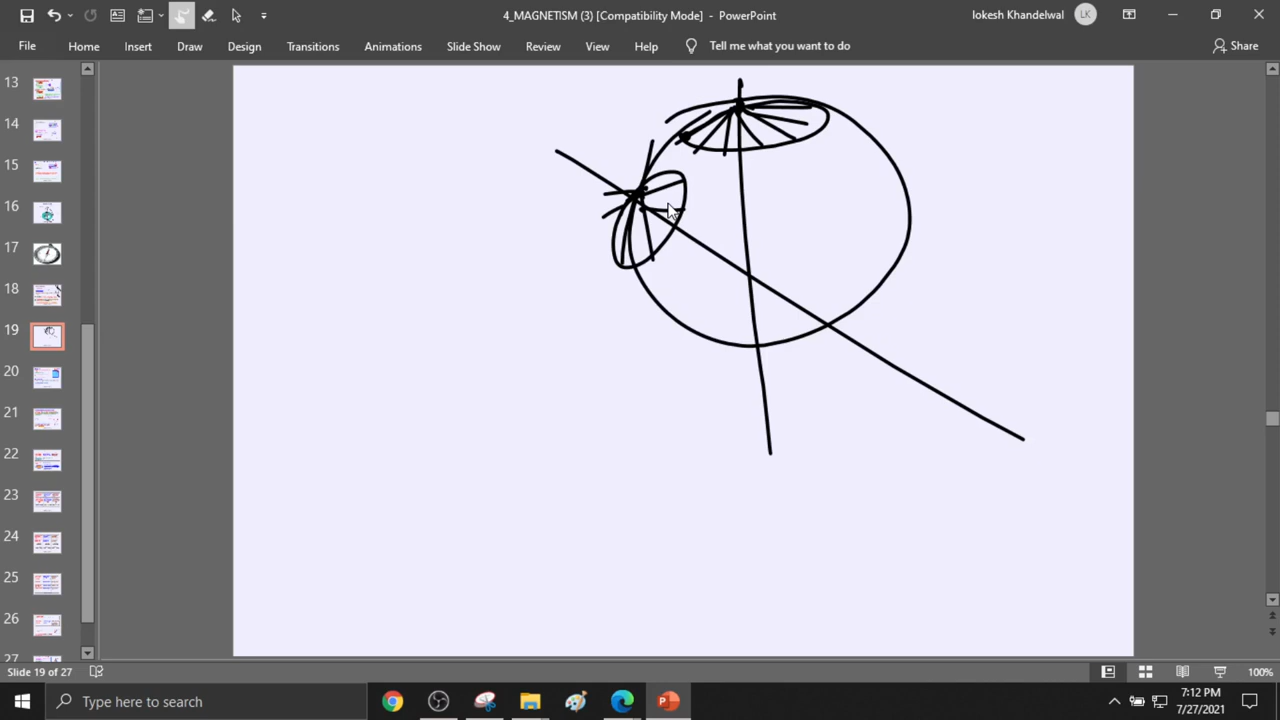 4_MAGNETISM (3) [Compatibility Mode] - PowerPoint
lokesh Khandelwal
LK
File Home Insert Draw Design Transitions Animations Slide Show Review View Help Tell me what you want to do
Share
13
14
15
16
17
18
19
20
21
22
23
24
25
26
27
Slide 19 of 27
100%
Type here to search
7:12 PM
7/27/2021